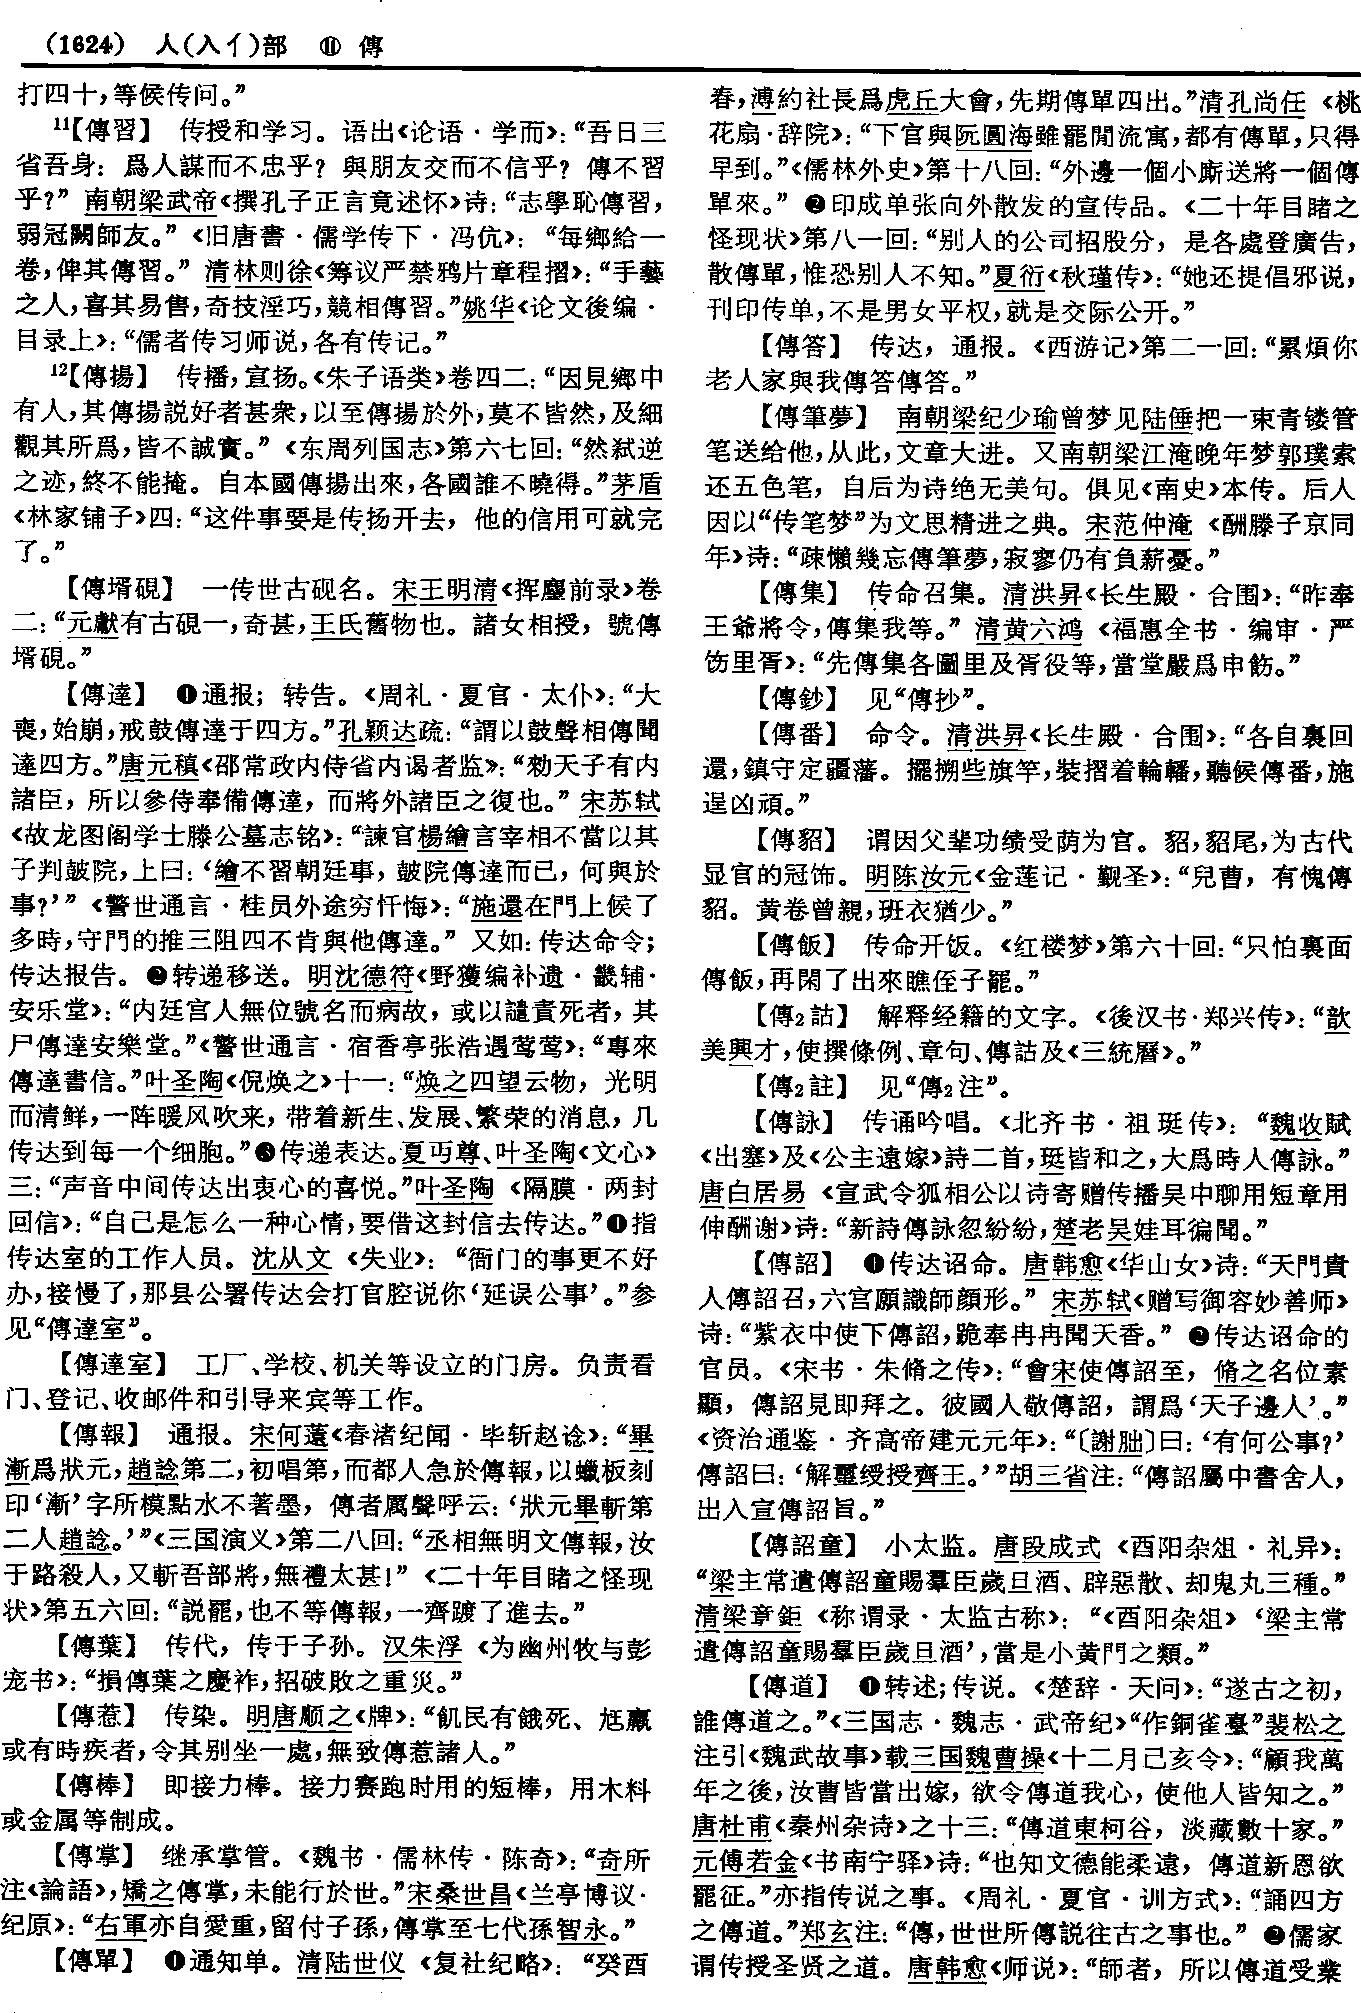 (1624) 人(入亻)部 ⑪ 傳
打四十，等候传问。”
11【傳習】 传授和学习。语出《论语·学而》：“吾日三
省吾身：爲人謀而不忠乎？與朋友交而不信乎？傳不習
乎？” 南朝梁武帝《撰孔子正言竟述怀》诗：“志學恥傳習，
弱冠闚師友。”《旧唐書·儒学传下·冯伉》：“每鄉給一
卷，俾其傳習。” 清林则徐《筹议严禁鸦片章程摺》：“手藝
之人，喜其易售，奇技淫巧，競相傳習。”姚华《论文後编·
目录上》：“儒者传习师说，各有传记。”
12【傳揚】 传播，宣扬。《朱子语类》卷四二：“因見鄉中
有人，其傳揚説好者甚衆，以至傳揚於外，莫不皆然，及細
觀其所爲，皆不誠實。”《东周列国志》第六七回：“然弑逆
之迹，終不能掩。自本國傳揚出來，各國誰不曉得。”茅盾
《林家铺子》四：“这件事要是传扬开去，他的信用可就完
了。”
【傳壻硯】 一传世古砚名。宋王明清《挥麈前录》卷
二：“元獻有古硯一，奇甚，王氏舊物也。諸女相授，號傳
壻硯。”
【傳達】 ❶通报；转告。《周礼·夏官·太仆》：“大
喪，始崩，戒鼓傳達于四方。”孔颖达疏：“謂以鼓聲相傳聞
達四方。”唐元稹《邵常政内侍省内谒者监》：“勑天子有内
諸臣，所以參侍奉備傳達，而將外諸臣之復也。” 宋苏轼
《故龙图阁学士滕公墓志铭》：“諫官楊繪言宰相不當以其
子判皷院，上曰：‘繪不習朝廷事，皷院傳達而已，何與於
事？’”《警世通言·桂员外途穷忏悔》：“施還在門上候了
多時，守門的推三阻四不肯與他傳達。” 又如：传达命令；
传达报告。❷转递移送。明沈德符《野獲编补遗·畿辅·
安乐堂》：“内廷宫人無位號名而病故，或以譴責死者，其
尸傳達安樂堂。”《警世通言·宿香亭张浩遇莺莺》：“專來
傳達書信。”叶圣陶《倪焕之》十一：“焕之四望云物，光明
而清鲜，一阵暖风吹来，带着新生、发展、繁荣的消息，几
传达到每一个细胞。”❸传递表达。夏丏尊、叶圣陶《文心》
三：“声音中间传达出衷心的喜悦。”叶圣陶《隔膜·两封
回信》：“自己是怎么一种心情，要借这封信去传达。”❹指
传达室的工作人员。沈从文《失业》：“衙门的事更不好
办，接慢了，那县公署传达会打官腔说你‘延误公事’。”参
见“傳達室”。
【傳達室】 工厂、学校、机关等设立的门房。负责看
门、登记、收邮件和引导来宾等工作。
【傳報】 通报。宋何薳《春渚纪闻·毕斩赵谂》：“畢
漸爲狀元，趙諗第二，初唱第，而都人急於傳報，以蠟板刻
印‘漸’字所模點水不著墨，傳者厲聲呼云：‘狀元畢斬第
二人趙諗。’”《三国演义》第二八回：“丞相無明文傳報，汝
于路殺人，又斬吾部將，無禮太甚！”《二十年目睹之怪现
状》第五六回：“説罷，也不等傳報，一齊踱了進去。”
【傳葉】 传代，传于子孙。汉朱浮《为幽州牧与彭
宠书》：“損傳葉之慶祚，招破敗之重災。”
【傳惹】 传染。明唐顺之《牌》：“飢民有餓死、尪羸
或有時疾者，令其别坐一處，無致傳惹諸人。”
【傳棒】 即接力棒。接力赛跑时用的短棒，用木料
或金属等制成。
【傳掌】 继承掌管。《魏书·儒林传·陈奇》：“奇所
注《論語》，矯之傳掌，未能行於世。”宋桑世昌《兰亭博议·
纪原》：“右軍亦自愛重，留付子孫，傳掌至七代孫智永。”
【傳單】 ❶通知单。清陆世仪《复社纪略》：“癸酉
春，溥約社長爲虎丘大會，先期傳單四出。”清孔尚任《桃
花扇·辞院》：“下官與阮圓海雖罷閒流寓，都有傳單，只得
早到。”《儒林外史》第十八回：“外邊一個小廝送將一個傳
單來。”❷印成单张向外散发的宣传品。《二十年目睹之
怪现状》第八一回：“别人的公司招股分，是各處登廣告，
散傳單，惟恐别人不知。”夏衍《秋瑾传》：“她还提倡邪说，
刊印传单，不是男女平权，就是交际公开。”
【傳答】 传达，通报。《西游记》第二一回：“累煩你
老人家與我傳答傳答。”
【傳筆夢】 南朝梁纪少瑜曾梦见陆倕把一束青镂管
笔送给他，从此，文章大进。又南朝梁江淹晚年梦郭璞索
还五色笔，自后为诗绝无美句。俱见《南史》本传。后人
因以“传笔梦”为文思精进之典。宋范仲淹《酬滕子京同
年》诗：“疎懶幾忘傳筆夢，寂寥仍有負薪憂。”
【傳集】 传命召集。清洪昇《长生殿·合围》：“昨奉
王爺將令，傳集我等。” 清黄六鸿《福惠全书·编审·严
饬里胥》：“先傳集各圖里及胥役等，當堂嚴爲申飭。”
【傳鈔】 见“傳抄”。
【傳番】 命令。清洪昇《长生殿·合围》：“各自裏回
還，鎮守定疆藩。擺搠些旗竿，裝摺着輪轓，聽候傳番，施
逞凶頑。”
【傳貂】 谓因父辈功绩受荫为官。貂，貂尾，为古代
显官的冠饰。明陈汝元《金莲记·觐圣》：“兒曹，有愧傳
貂。黄卷曾親，班衣猶少。”
【傳飯】 传命开饭。《红楼梦》第六十回：“只怕裏面
傳飯，再閑了出來瞧侄子罷。”
【傳2詁】 解释经籍的文字。《後汉书·郑兴传》：“歆
美興才，使撰條例、章句、傳詁及《三統曆》。”
【傳2註】 见“傳2注”。
【傳詠】 传诵吟唱。《北齐书·祖珽传》：“魏收賦
《出塞》及《公主遠嫁》詩二首，珽皆和之，大爲時人傳詠。”
唐白居易《宣武令狐相公以诗寄赠传播吴中聊用短章用
伸酬谢》诗：“新詩傳詠忽紛紛，楚老吴娃耳徧聞。”
【傳詔】 ❶传达诏命。唐韩愈《华山女》诗：“天門貴
人傳詔召，六宫願識師顔形。” 宋苏轼《赠写御容妙善师》
诗：“紫衣中使下傳詔，跪奉冉冉聞天香。”❷传达诏命的
官员。《宋书·朱脩之传》：“會宋使傳詔至，脩之名位素
顯，傳詔見即拜之。彼國人敬傳詔，謂爲‘天子邊人’。”
《资治通鉴·齐高帝建元元年》：“〔謝朏〕曰：‘有何公事？’
傳詔曰：‘解璽绶授齊王。’”胡三省注：“傳詔屬中書舍人，
出入宣傳詔旨。”
【傳詔童】 小太监。唐段成式《酉阳杂俎·礼异》：
“梁主常遣傳詔童賜羣臣歲旦酒、辟惡散、却鬼丸三種。”
清梁章鉅《称谓录·太监古称》：“《酉阳杂俎》‘梁主常
遣傳詔童賜羣臣歲旦酒’，當是小黄門之類。”
【傳道】 ❶转述；传说。《楚辞·天问》：“遂古之初，
誰傳道之。”《三国志·魏志·武帝纪》“作銅雀臺”裴松之
注引《魏武故事》载三国魏曹操《十二月己亥令》：“顧我萬
年之後，汝曹皆當出嫁，欲令傳道我心，使他人皆知之。”
唐杜甫《秦州杂诗》之十三：“傳道東柯谷，淡藏數十家。”
元傅若金《书南宁驿》诗：“也知文德能柔遠，傳道新恩欲
罷征。”亦指传说之事。《周礼·夏官·训方式》：“誦四方
之傳道。”郑玄注：“傳，世世所傳説往古之事也。”❷儒家
谓传授圣贤之道。唐韩愈《师说》：“師者，所以傳道受業